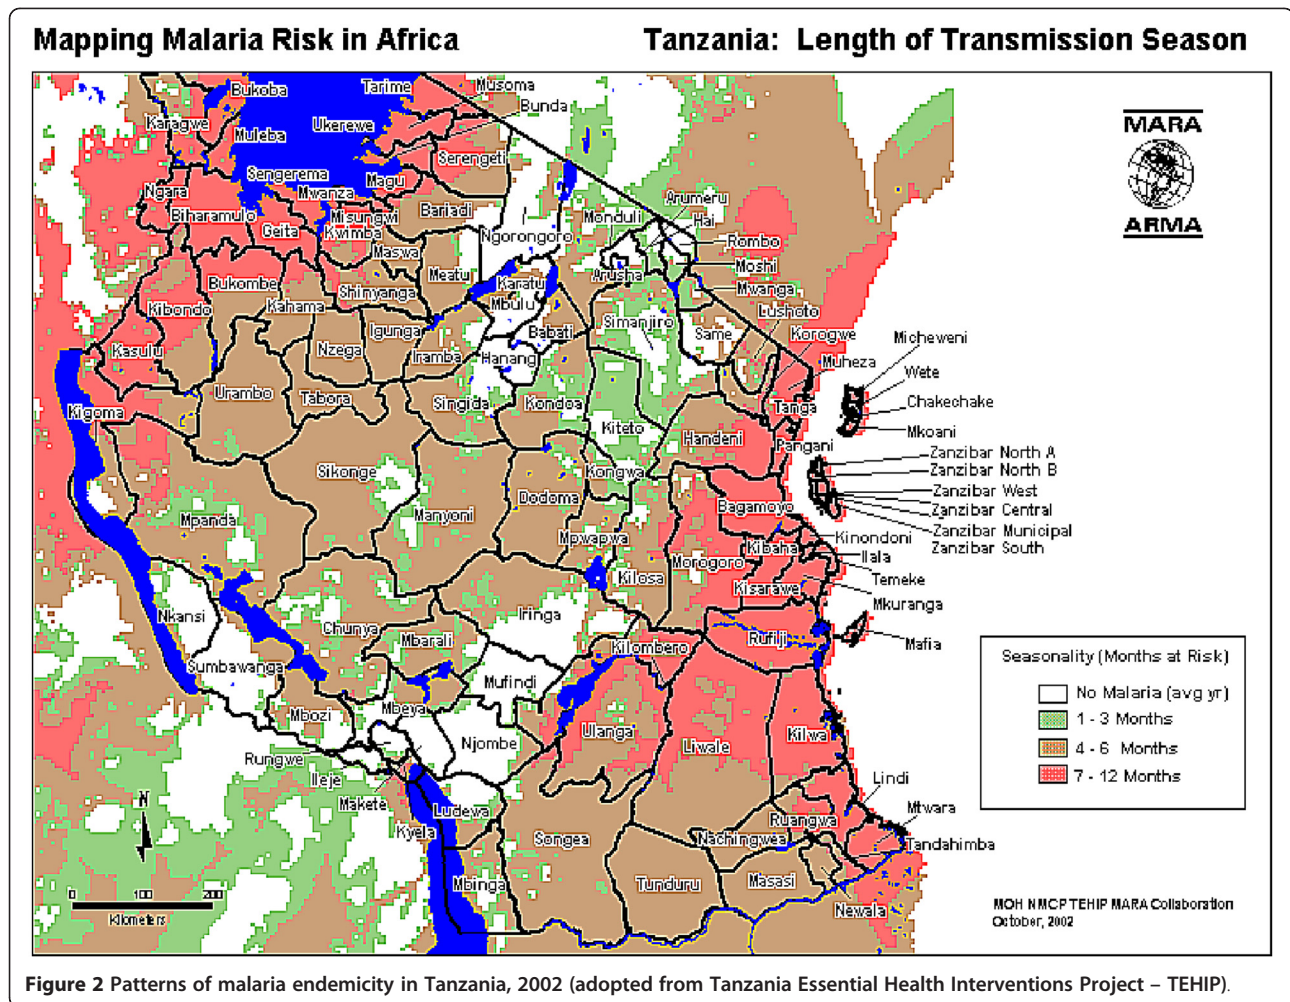 Mapping Malaria Risk in Africa
Tanzania: Length of Transmission Season
MARA
ARMA
Bukoba
Tarime
Musoma
Bunda
Karagwe
Ukerewe
Muleba
Serengeti
Sengerema
Magu
Mwanza
Ngara
Misungwi
Biharamulo
Geita
Kwimba
Bariadi
Maswa
Ngorongoro
Monduli
Arumeru
Hai
Rombo
Moshi
Arusha
Mwanga
Meatu
Karatu
Mbulu
Bukombe
Shinyanga
Kahama
Kibondo
Lushoto
Simanjiro
Same
Korogwe
Babati
Igunga
Nzega
Iramba
Hanang
Kasulu
Muheza
Micheweni
Wete
Chakechake
Mkoani
Urambo
Tabora
Singida
Kondoa
Kigoma
Tanga
Kiteto
Handeni
Pangani
Zanzibar North A
Zanzibar North B
Zanzibar West
Zanzibar Central
Zanzibar Municipal
Zanzibar South
Sikonge
Kongwa
Dodoma
Mpanda
Manyoni
Bagamoyo
Mpwapwa
Kinondoni
Kibaha
Ilala
Morogoro
Kilosa
Temeke
Kisarawe
Mkuranga
Nkansi
Iringa
Chunya
Mbarali
Kilombero
Rufiji
Mafia
Sumbawanga
Mufindi
Mbozi
Mbeya
Njombe
Ulanga
Liwale
Kilwa
Rungwe
Ileje
Makete
Ludewa
Kyela
Lindi
Mtwara
Ruangwa
Tandahimba
Songea
Nachingwea
Mbinga
Tunduru
Masasi
Newala
Seasonality (Months at Risk)
No Malaria (avg yr)
1 - 3 Months
4 - 6 Months
7 - 12 Months
N
0 100 200
Kilometers
MOH NMCP TEHIP MARA Collaboration
October, 2002
Figure 2 Patterns of malaria endemicity in Tanzania, 2002 (adopted from Tanzania Essential Health Interventions Project – TEHIP).